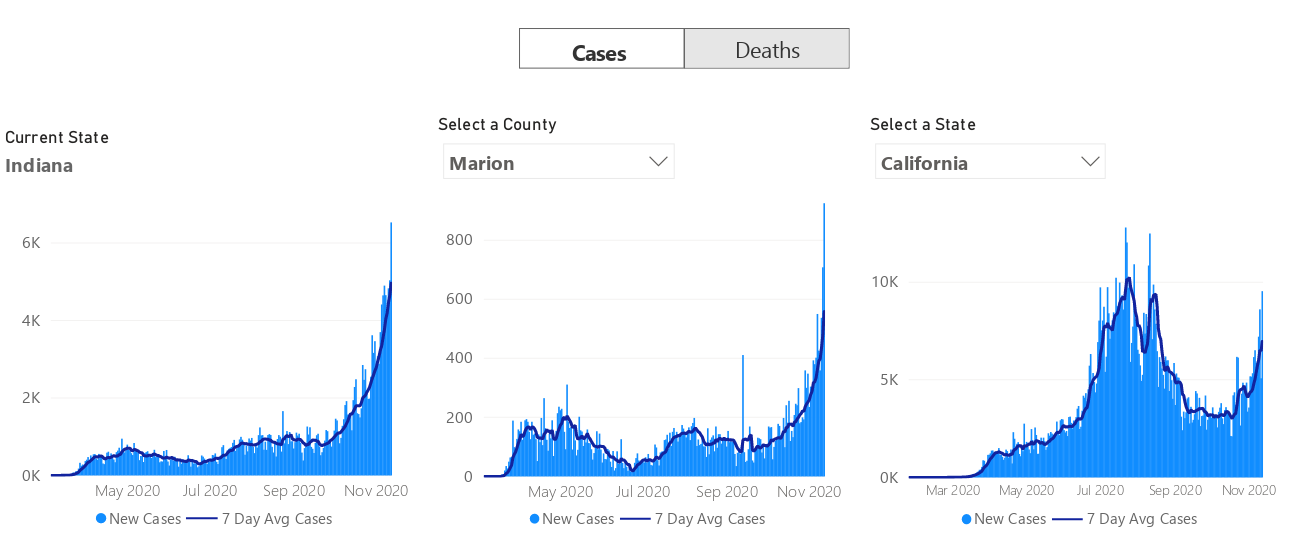 Cases Deaths
Current State
Indiana
6K
4K
2K
0K
May 2020 Jul 2020 Sep 2020 Nov 2020
New Cases 7 Day Avg Cases
Select a County
Marion
800
600
400
200
0
May 2020 Jul 2020 Sep 2020 Nov 2020
New Cases 7 Day Avg Cases
Select a State
California
10K
5K
0K
Mar 2020 May 2020 Jul 2020 Sep 2020 Nov 2020
New Cases 7 Day Avg Cases